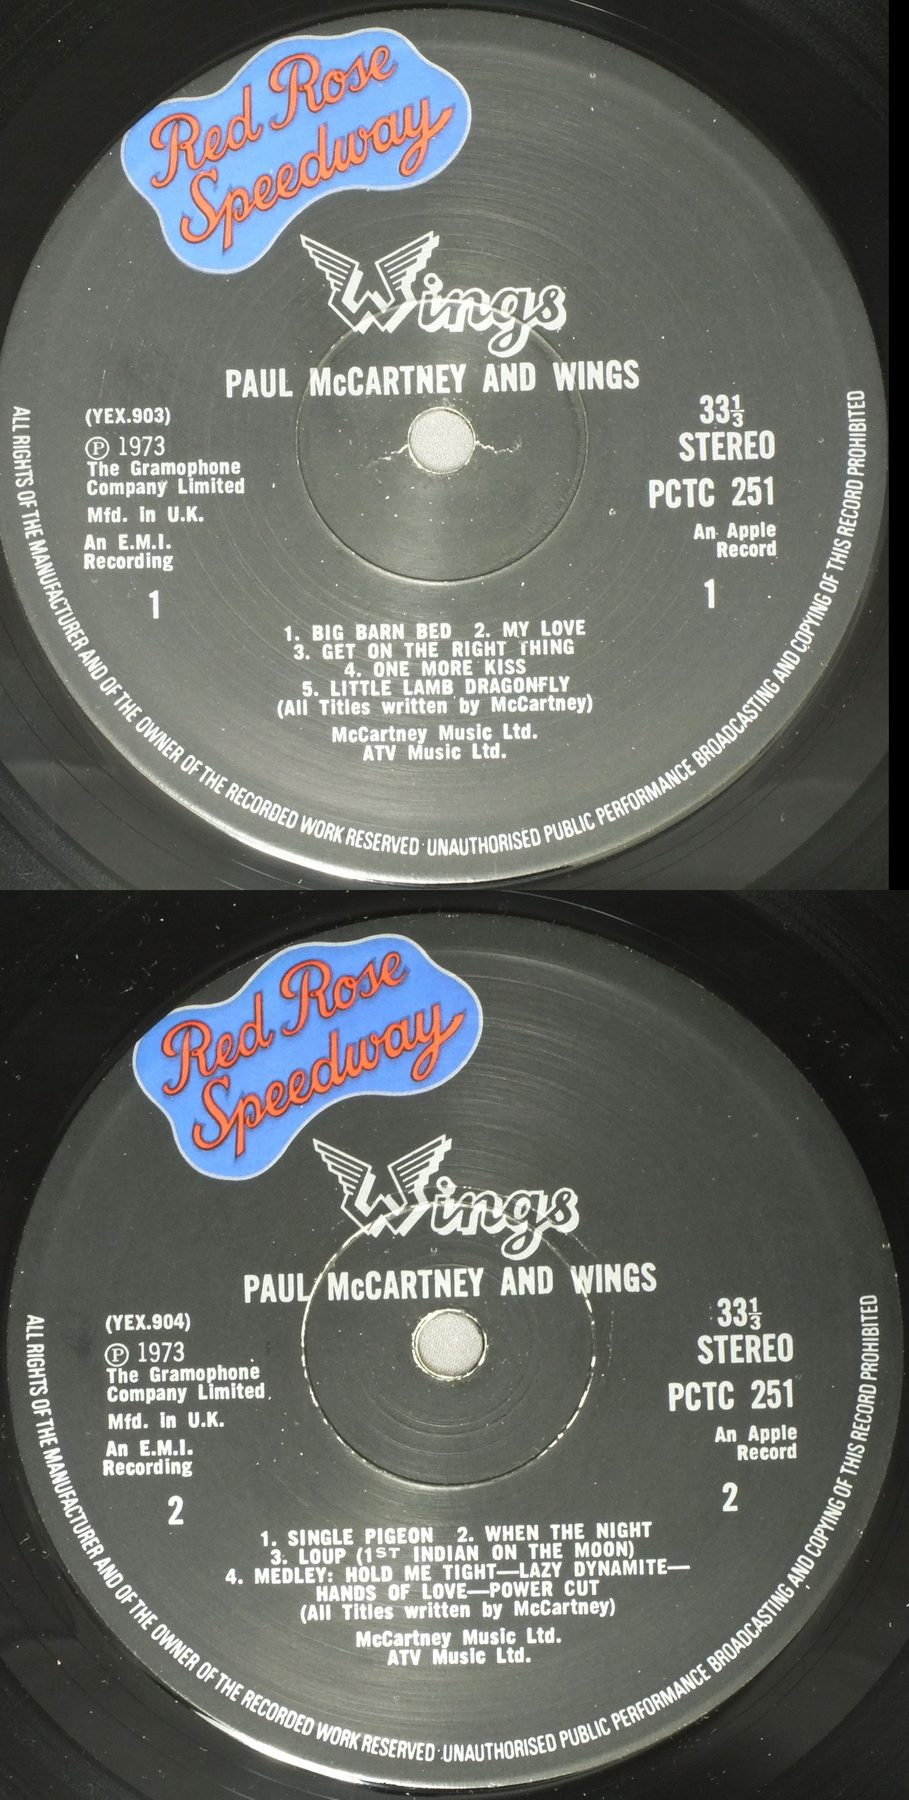 Red Rose
Speedway
Wings
PAUL McCARTNEY AND WINGS
(YEX.903)
Ⓟ 1973
The Gramophone
Company Limited
Mfd. in U.K.
An E.M.I.
Recording
1
33⅓
STEREO
PCTC 251
An Apple
Record
1
1. BIG BARN BED 2. MY LOVE
3. GET ON THE RIGHT THING
4. ONE MORE KISS
5. LITTLE LAMB DRAGONFLY
(All Titles written by McCartney)
McCartney Music Ltd.
ATV Music Ltd.
ALL RIGHTS OF THE MANUFACTURER AND OF THE OWNER OF THE RECORDED WORK RESERVED · UNAUTHORISED PUBLIC PERFORMANCE BROADCASTING AND COPYING OF THIS RECORD PROHIBITED
Red Rose
Speedway
Wings
PAUL McCARTNEY AND WINGS
(YEX.904)
Ⓟ 1973
The Gramophone
Company Limited
Mfd. in U.K.
An E.M.I.
Recording
2
33⅓
STEREO
PCTC 251
An Apple
Record
2
1. SINGLE PIGEON 2. WHEN THE NIGHT
3. LOUP (1ST INDIAN ON THE MOON)
4. MEDLEY: HOLD ME TIGHT—LAZY DYNAMITE—
HANDS OF LOVE—POWER CUT
(All Titles written by McCartney)
McCartney Music Ltd.
ATV Music Ltd.
ALL RIGHTS OF THE MANUFACTURER AND OF THE OWNER OF THE RECORDED WORK RESERVED · UNAUTHORISED PUBLIC PERFORMANCE BROADCASTING AND COPYING OF THIS RECORD PROHIBITED